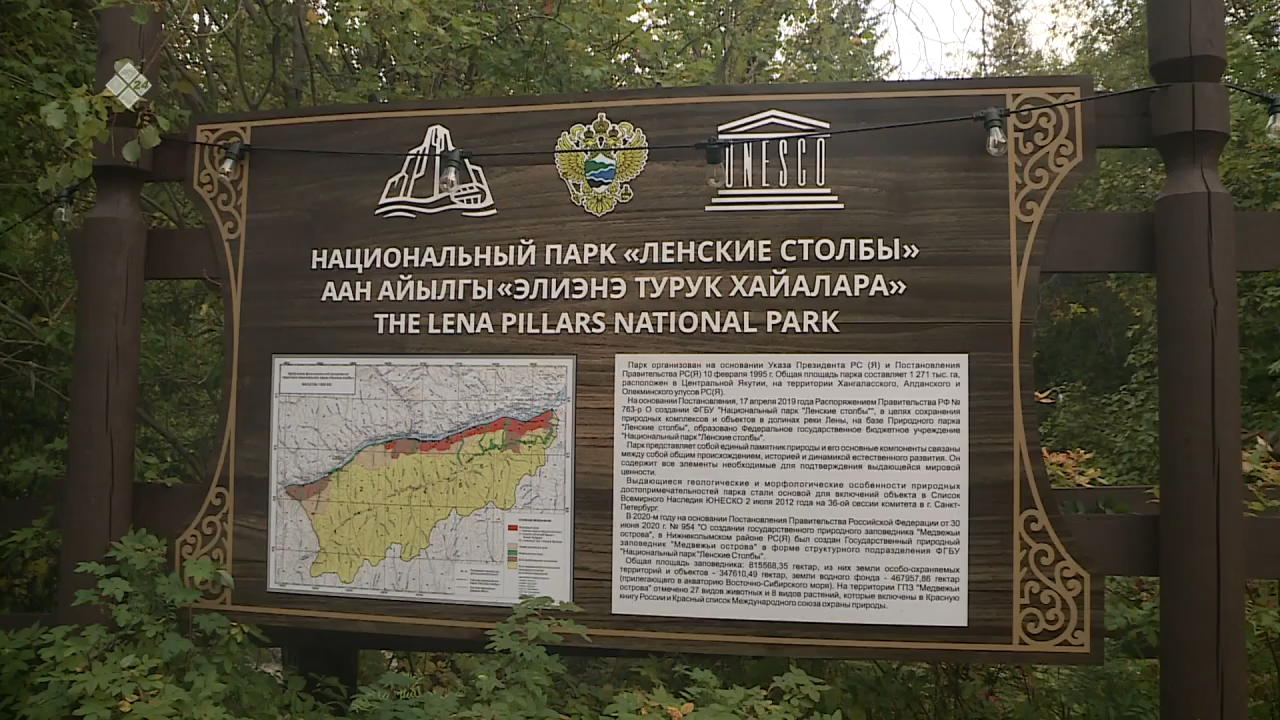 24
UNESCO
НАЦИОНАЛЬНЫЙ ПАРК «ЛЕНСКИЕ СТОЛБЫ»
ААН АЙЫЛГЫ «ЭЛИЭНЭ ТУРУК ХАЙАЛАРА»
THE LENA PILLARS NATIONAL PARK
Парк организован на основании Указа Президента РС (Я) и Постановления
Правительства РС(Я) 10 февраля 1995 г. Общая площадь парка составляет 1 271 тыс. га,
расположен в Центральной Якутии, на территории Хангаласского, Алданского и
Олекминского улусов РС(Я).
На основании Постановления, 17 апреля 2019 года Распоряжением Правительства РФ №
763-р О создании ФГБУ "Национальный парк "Ленские столбы"", в целях сохранения
природных комплексов и объектов в долинах реки Лены, на базе Природного парка
"Ленские столбы", образовано Федеральное государственное бюджетное учреждение
"Национальный парк "Ленские столбы".
Парк представляет собой единый памятник природы и его основные компоненты связаны
между собой общим происхождением, историей и динамикой естественного развития. Он
содержит все элементы необходимые для подтверждения выдающейся мировой
ценности.
Выдающиеся геологические и морфологические особенности природных
достопримечательностей парка стали основой для включений объекта в Список
Всемирного Наследия ЮНЕСКО 2 июля 2012 года на 36-ой сессии комитета в г. Санкт-
Петербург.
В 2020-м году на основании Постановления Правительства Российской Федерации от 30
июня 2020 г. № 954 "О создании государственного природного заповедника "Медвежьи
острова", в Нижнеколымском районе РС(Я) был создан Государственный природный
заповедник "Медвежьи острова" в форме структурного подразделения ФГБУ
"Национальный парк "Ленские Столбы".
Общая площадь заповедника: 815568,35 гектар, из них земли особо-охраняемых
территорий и объектов - 347610,49 гектар, земли водного фонда - 467957,86 гектар
(прилегающего в акваторию Восточно-Сибирского моря). На территории ГПЗ "Медвежьи
острова" отмечено 27 видов животных и 8 видов растений, которые включены в Красную
книгу России и Красный список Международного союза охраны природы.